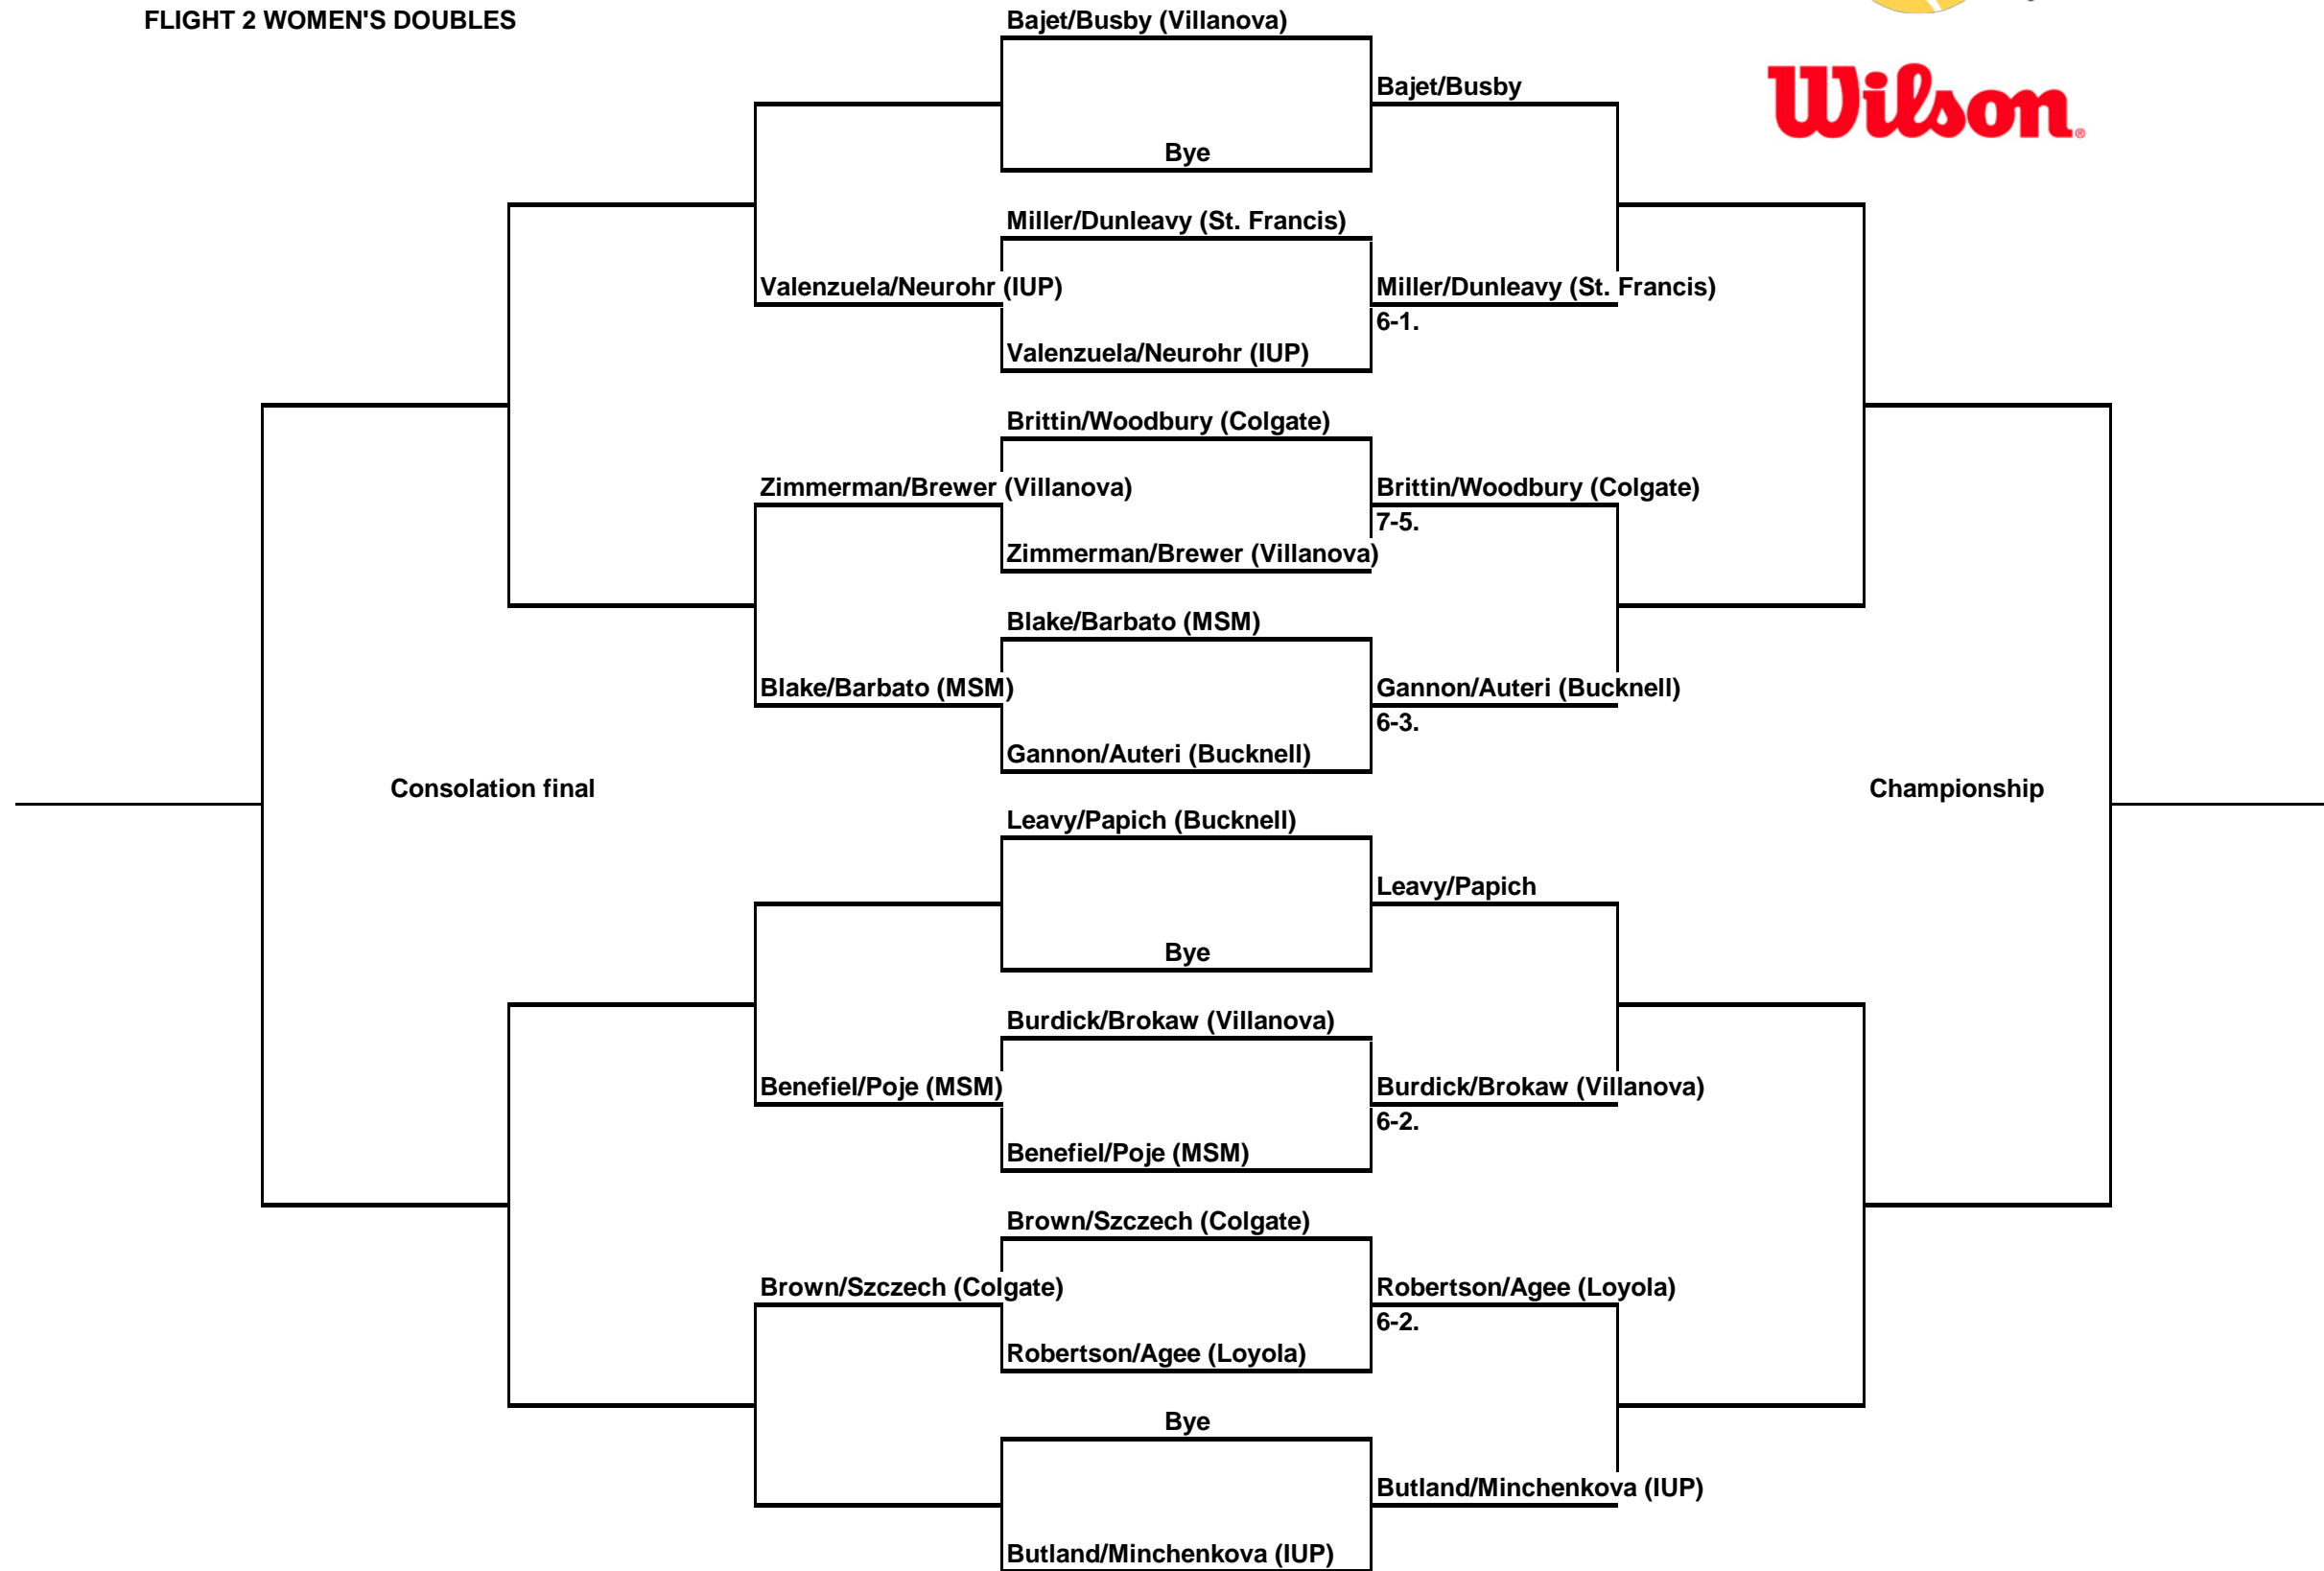 FLIGHT 2 WOMEN'S DOUBLES
Bajet/Busby (Villanova)
Bajet/Busby
Wilson®
Bye
Miller/Dunleavy (St. Francis)
Valenzuela/Neurohr (IUP)
Miller/Dunleavy (St. Francis)
6-1.
Valenzuela/Neurohr (IUP)
Brittin/Woodbury (Colgate)
Zimmerman/Brewer (Villanova)
Brittin/Woodbury (Colgate)
7-5.
Zimmerman/Brewer (Villanova)
Blake/Barbato (MSM)
Blake/Barbato (MSM)
Gannon/Auteri (Bucknell)
6-3.
Gannon/Auteri (Bucknell)
Consolation final
Championship
Leavy/Papich (Bucknell)
Leavy/Papich
Bye
Burdick/Brokaw (Villanova)
Benefiel/Poje (MSM)
Burdick/Brokaw (Villanova)
6-2.
Benefiel/Poje (MSM)
Brown/Szczech (Colgate)
Brown/Szczech (Colgate)
Robertson/Agee (Loyola)
6-2.
Robertson/Agee (Loyola)
Bye
Butland/Minchenkova (IUP)
Butland/Minchenkova (IUP)